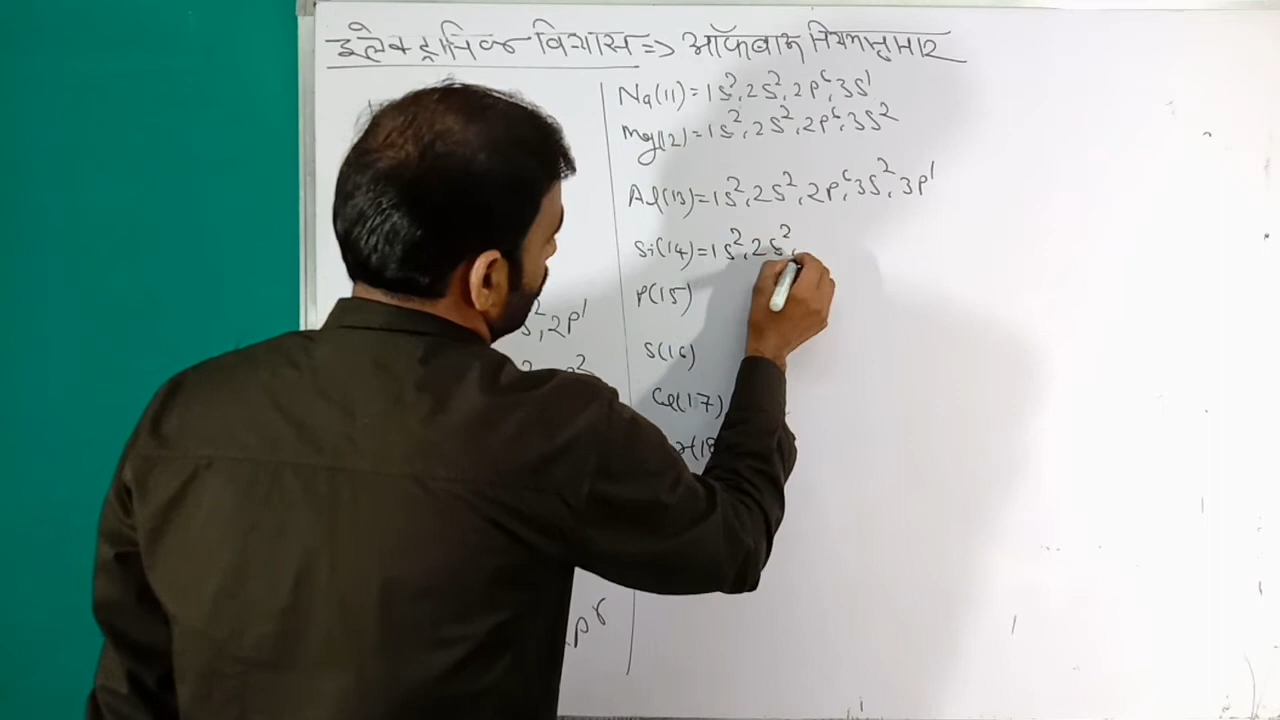 इलेक्ट्रानिक विन्यास => ऑफबाऊ नियमानुसार
S², 2P¹
Na(11) = 1S², 2S², 2P⁶, 3S¹
Mg(12) = 1S², 2S², 2P⁶, 3S²
Al(13) = 1S², 2S², 2P⁶, 3S², 3P¹
Si(14) = 1S², 2S²,
P(15)
S(16)
Cl(17)